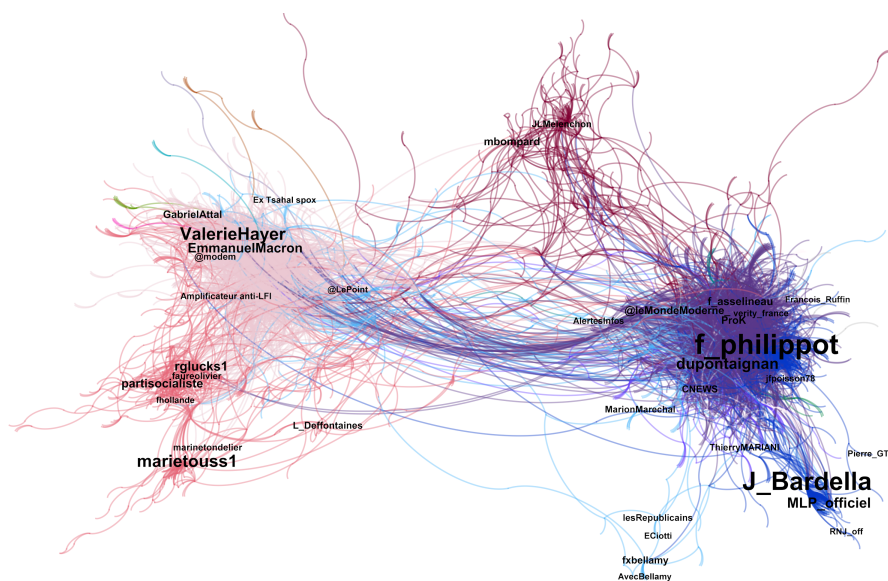 JLMelenchon
mbompard
Ex Tsahal spox
GabrielAttal
ValerieHayer
EmmanuelMacron
@modem
Amplificateur anti-LFI
@LePoint
f_asselineau
Francois_Ruffin
@leMondeModerne
verity_france
AlertesInfos
ProK
f_philippot
rglucks1
dupontaignan
faureolivier
partisocialiste
jfpoisson78
CNEWS
fhollande
MarionMarechal
L_Deffontaines
marinetondelier
ThierryMARIANI
Pierre_GT
marietouss1
J_Bardella
MLP_officiel
lesRepublicains
RNJ_off
ECiotti
fxbellamy
AvecBellamy